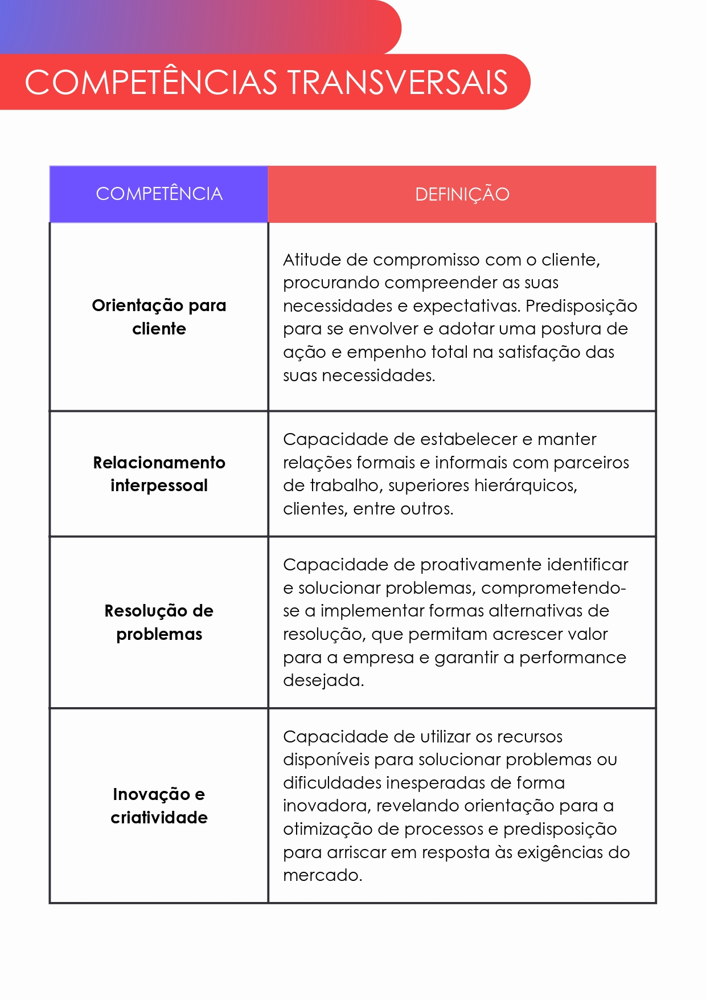 COMPETÊNCIAS TRANSVERSAIS
COMPETÊNCIA
DEFINIÇÃO
Orientação para
cliente
Atitude de compromisso com o cliente,
procurando compreender as suas
necessidades e expectativas. Predisposição
para se envolver e adotar uma postura de
ação e empenho total na satisfação das
suas necessidades.
Relacionamento
interpessoal
Capacidade de estabelecer e manter
relações formais e informais com parceiros
de trabalho, superiores hierárquicos,
clientes, entre outros.
Resolução de
problemas
Capacidade de proativamente identificar
e solucionar problemas, comprometendo-
se a implementar formas alternativas de
resolução, que permitam acrescer valor
para a empresa e garantir a performance
desejada.
Inovação e
criatividade
Capacidade de utilizar os recursos
disponíveis para solucionar problemas ou
dificuldades inesperadas de forma
inovadora, revelando orientação para a
otimização de processos e predisposição
para arriscar em resposta às exigências do
mercado.